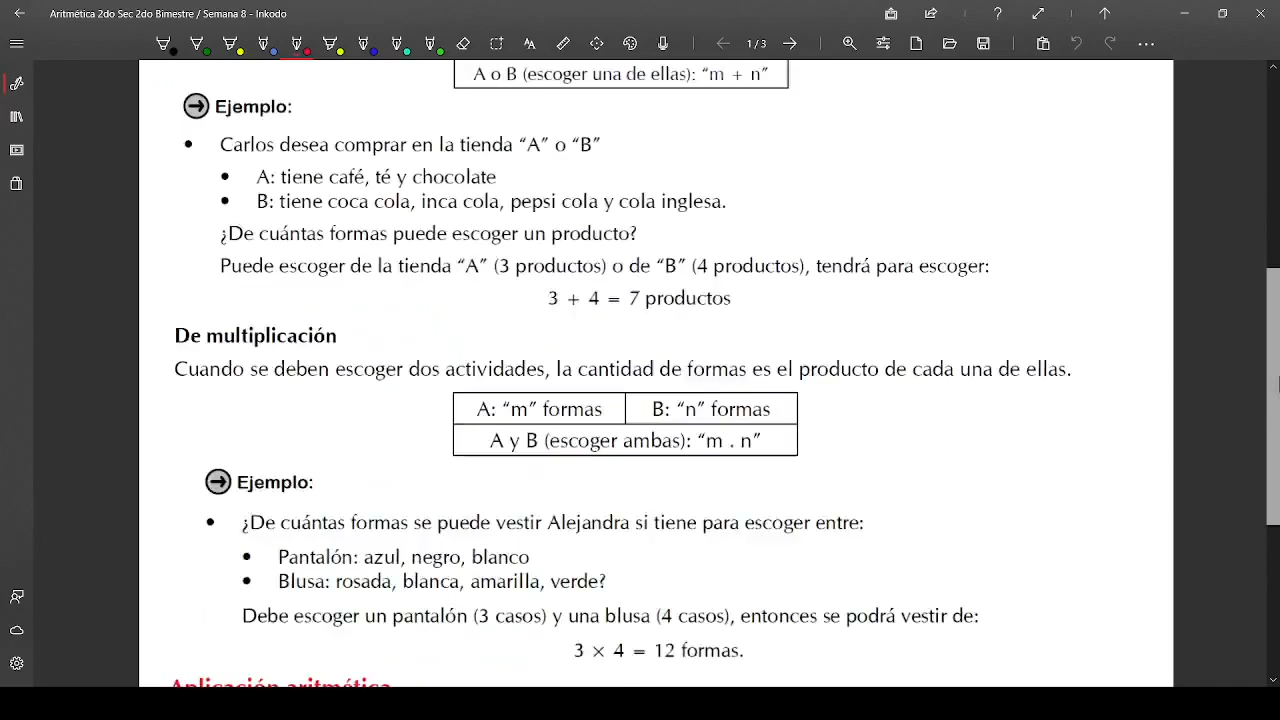 Aritmética 2do Sec 2do Bimestre / Semana 8 - Inkodo
1/3
A o B (escoger una de ellas): “m + n”
Ejemplo:
• Carlos desea comprar en la tienda “A” o “B”
• A: tiene café, té y chocolate
• B: tiene coca cola, inca cola, pepsi cola y cola inglesa.
¿De cuántas formas puede escoger un producto?
Puede escoger de la tienda “A” (3 productos) o de “B” (4 productos), tendrá para escoger:
3 + 4 = 7 productos
De multiplicación
Cuando se deben escoger dos actividades, la cantidad de formas es el producto de cada una de ellas.
A: “m” formas B: “n” formas
A y B (escoger ambas): “m . n”
Ejemplo:
• ¿De cuántas formas se puede vestir Alejandra si tiene para escoger entre:
• Pantalón: azul, negro, blanco
• Blusa: rosada, blanca, amarilla, verde?
Debe escoger un pantalón (3 casos) y una blusa (4 casos), entonces se podrá vestir de:
3 × 4 = 12 formas.
Aplicación aritmética